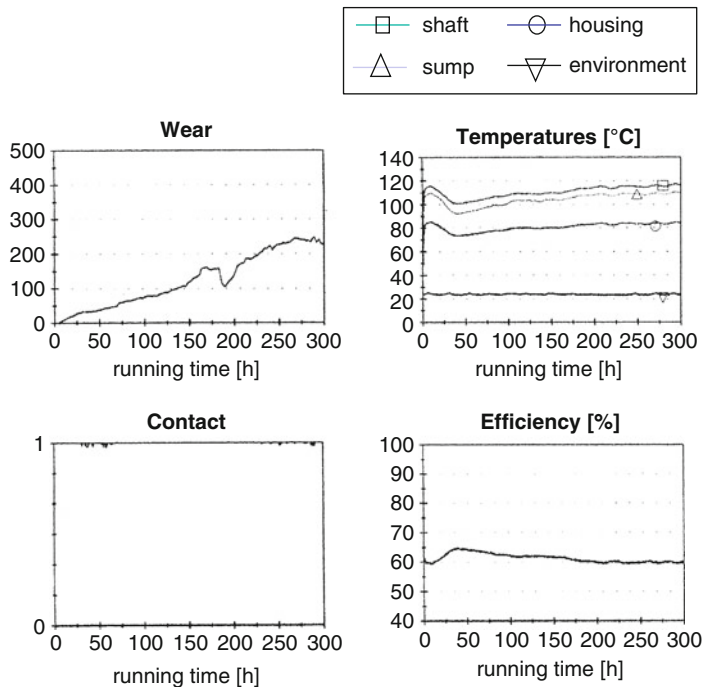 shaft housing
sump environment
Wear
500
400
300
200
100
0
0 50 100 150 200 250 300
running time [h]
Temperatures [°C]
140
120
100
80
60
40
20
0
0 50 100 150 200 250 300
running time [h]
Contact
1
0
0 50 100 150 200 250 300
running time [h]
Efficiency [%]
100
90
80
70
60
50
40
0 50 100 150 200 250 300
running time [h]